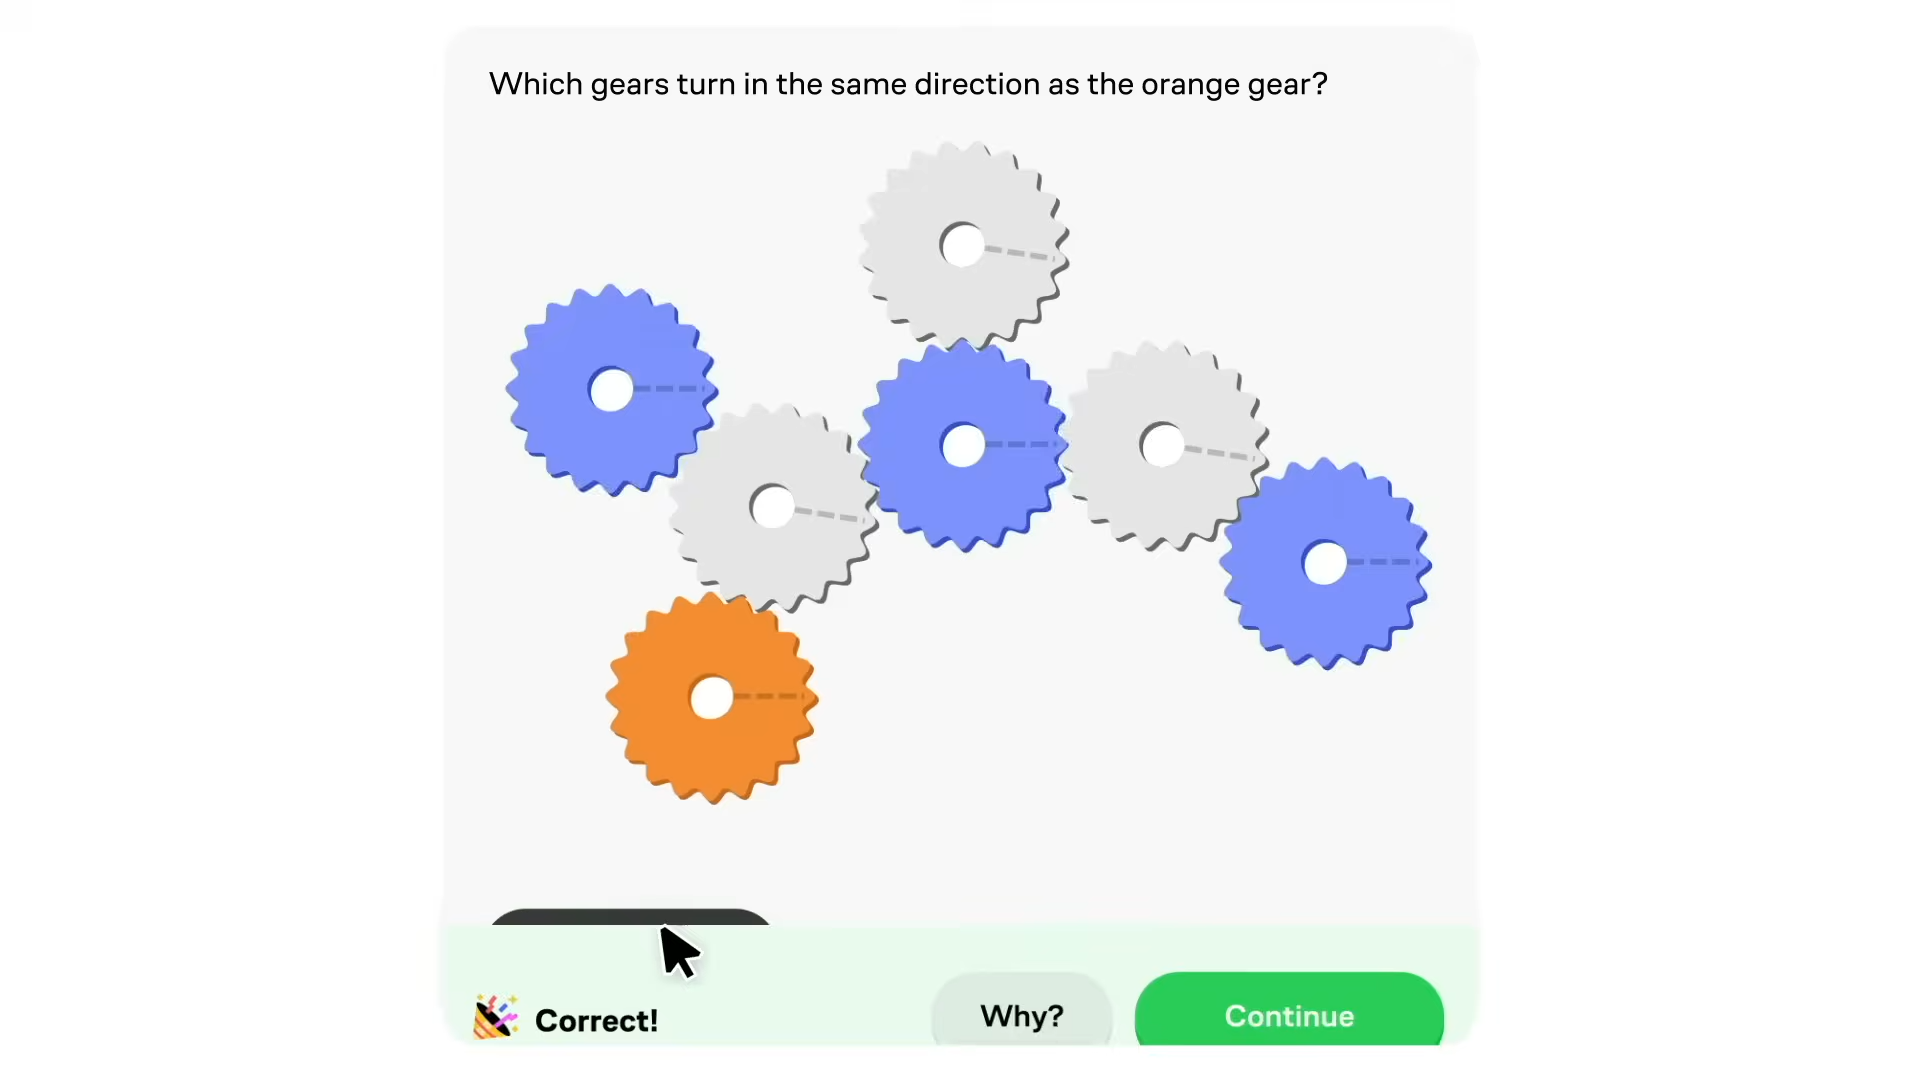 Which gears turn in the same direction as the orange gear?
Correct!
Why?
Continue